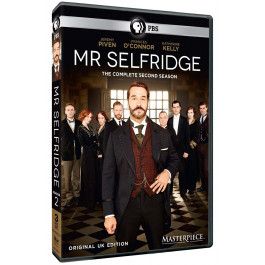 PBS
JEREMY PIVEN
FRANCES O'CONNOR
KATHERINE KELLY
MR SELFRIDGE
THE COMPLETE SECOND SEASON
ORIGINAL UK EDITION
MASTERPIECE
MR SELFRIDGE